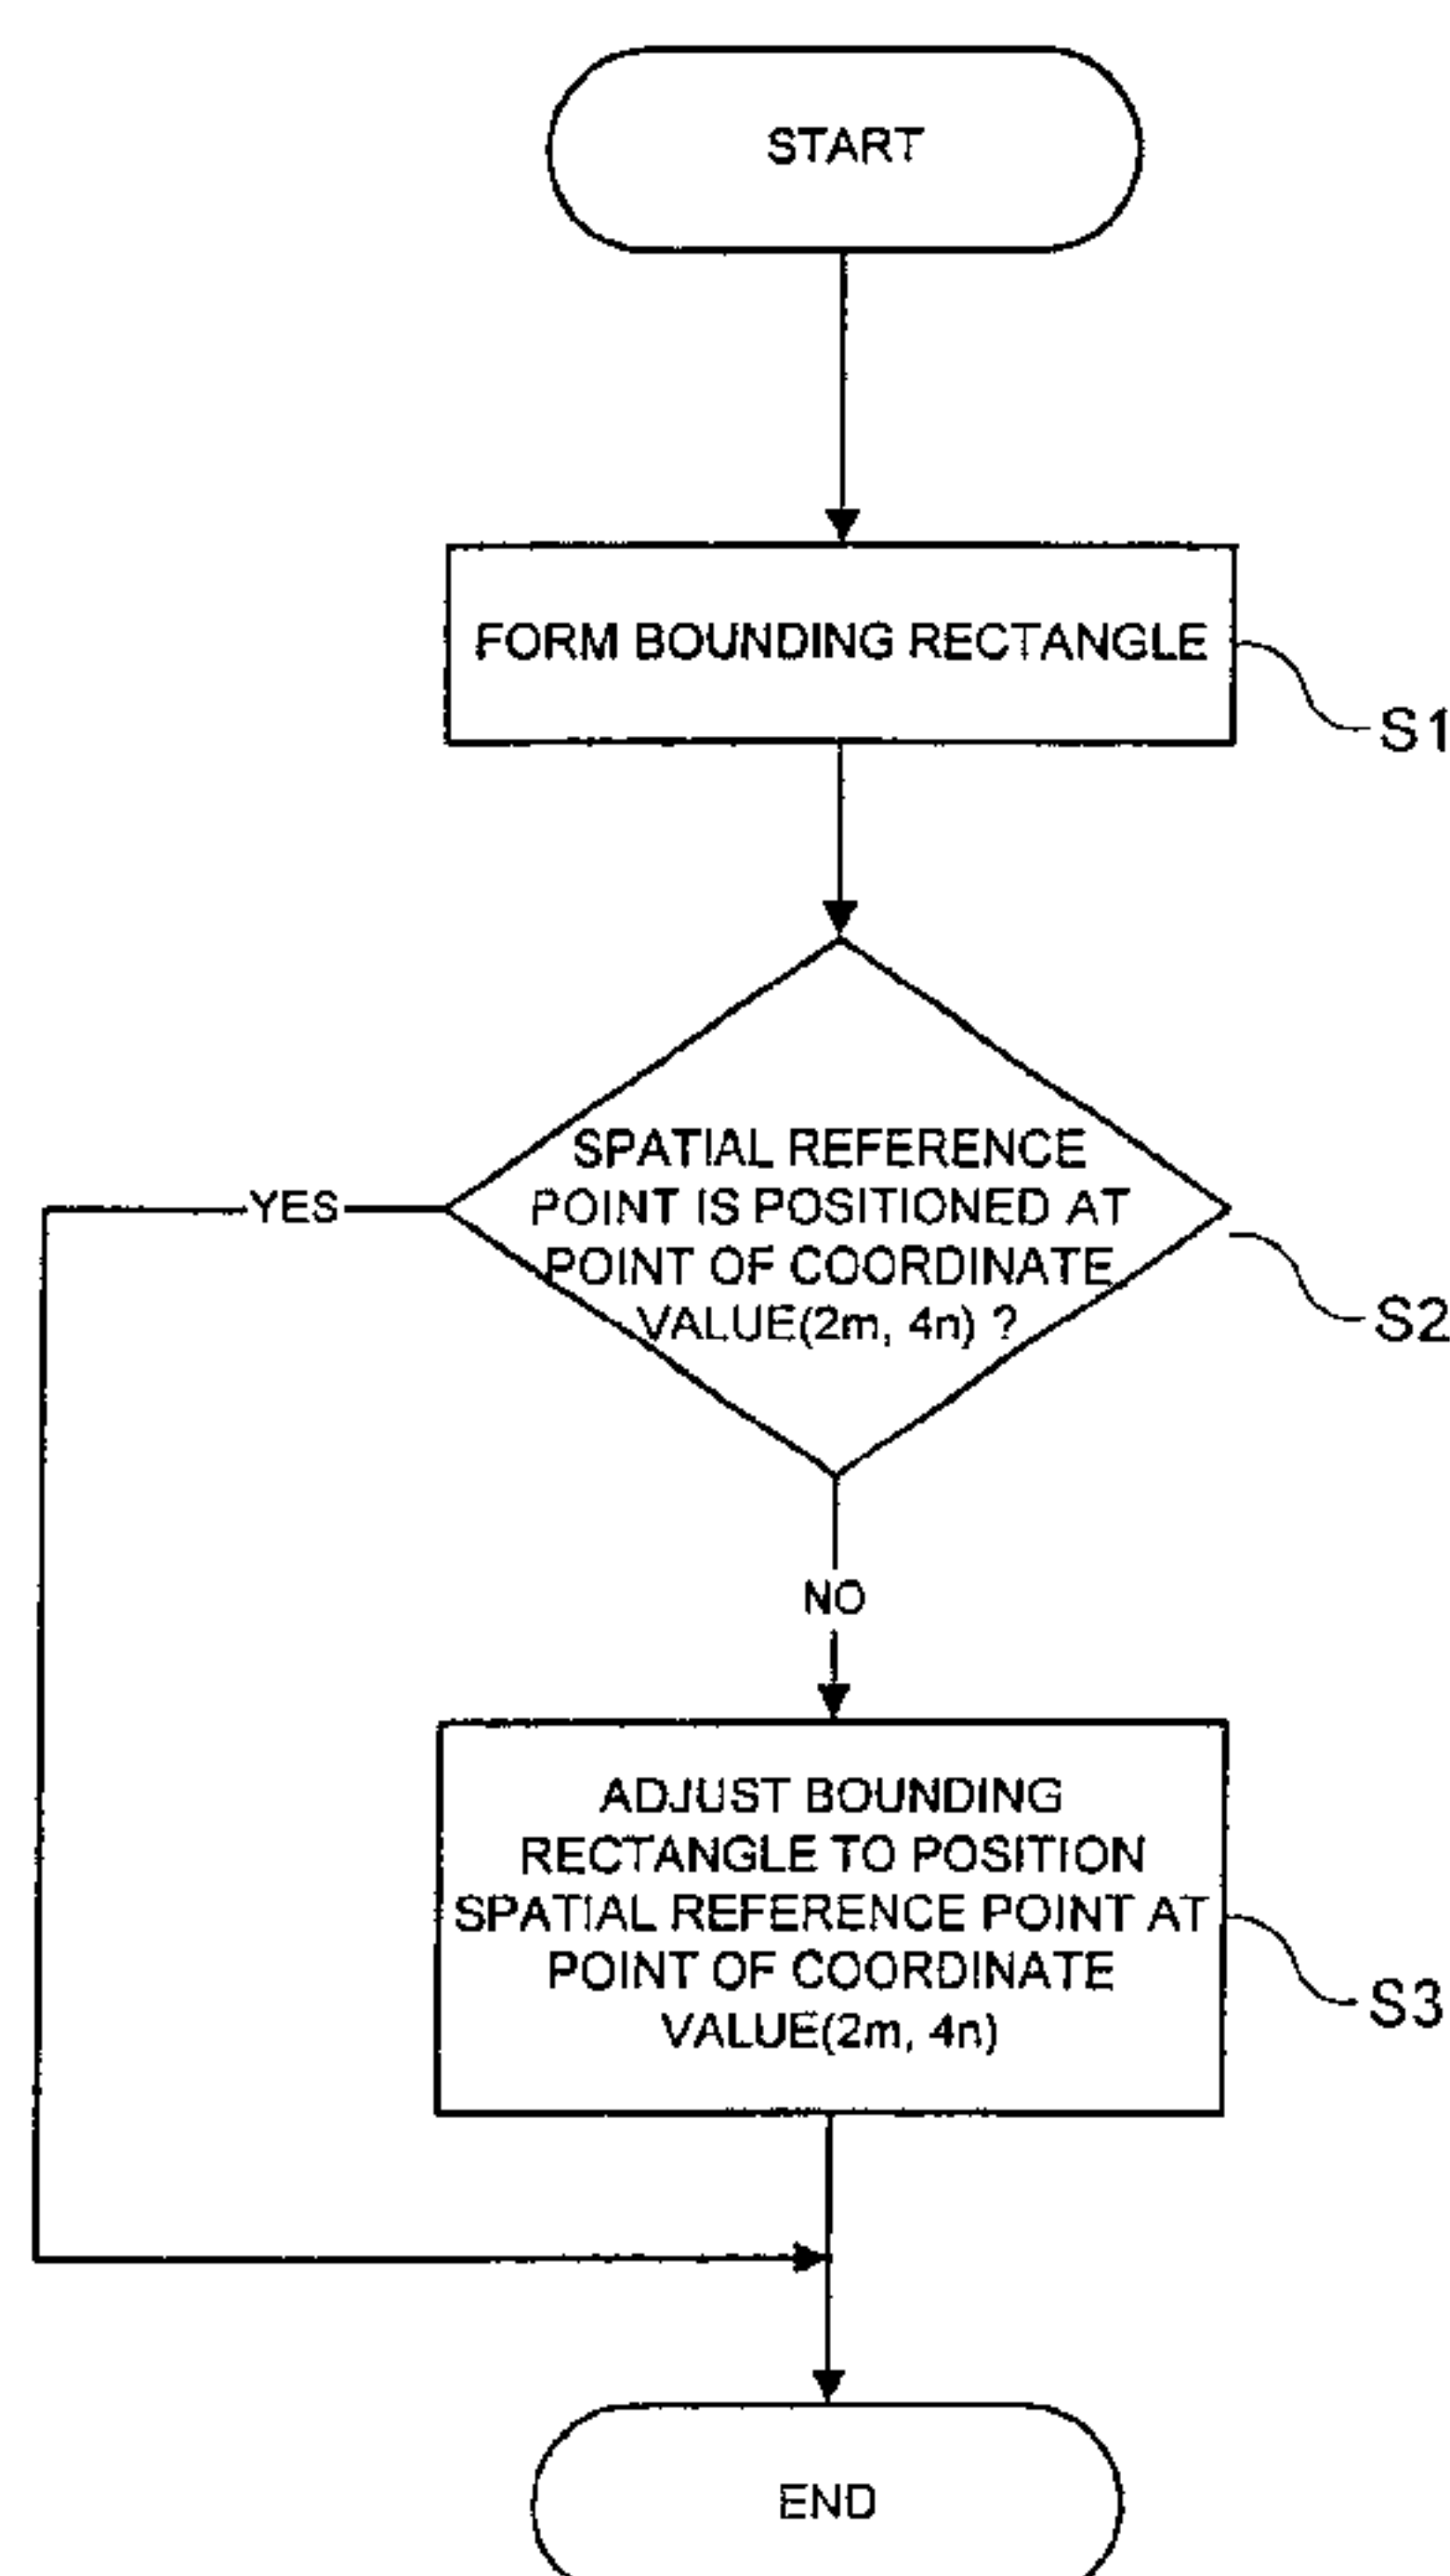 START
FORM BOUNDING RECTANGLE
S1
SPATIAL REFERENCE
POINT IS POSITIONED AT
POINT OF COORDINATE
VALUE(2m, 4n) ?
YES
S2
NO
ADJUST BOUNDING
RECTANGLE TO POSITION
SPATIAL REFERENCE POINT AT
POINT OF COORDINATE
VALUE(2m, 4n)
S3
END